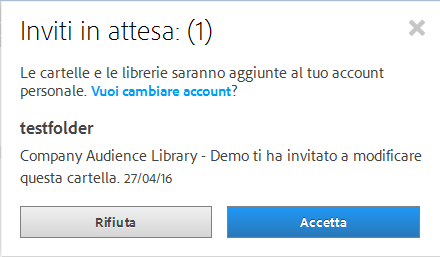 Inviti in attesa: (1)
Le cartelle e le librerie saranno aggiunte al tuo account
personale. Vuoi cambiare account?
testfolder
Company Audience Library - Demo ti ha invitato a modificare
questa cartella. 27/04/16
Rifiuta
Accetta